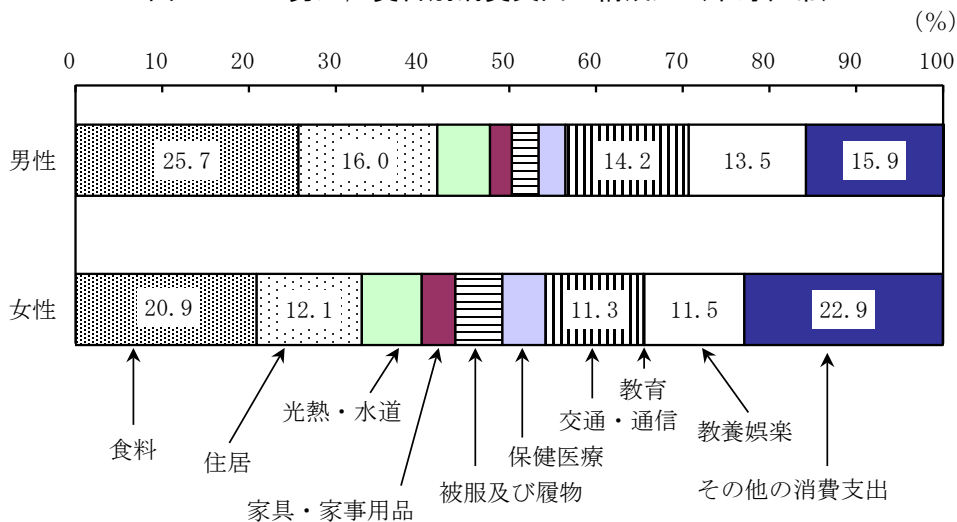 (%)
0 10 20 30 40 50 60 70 80 90 100
男性 25.7 16.0 14.2 13.5 15.9
女性 20.9 12.1 11.3 11.5 22.9
食料
住居
光熱・水道
家具・家事用品
被服及び履物
保健医療
交通・通信
教育
教養娯楽
その他の消費支出